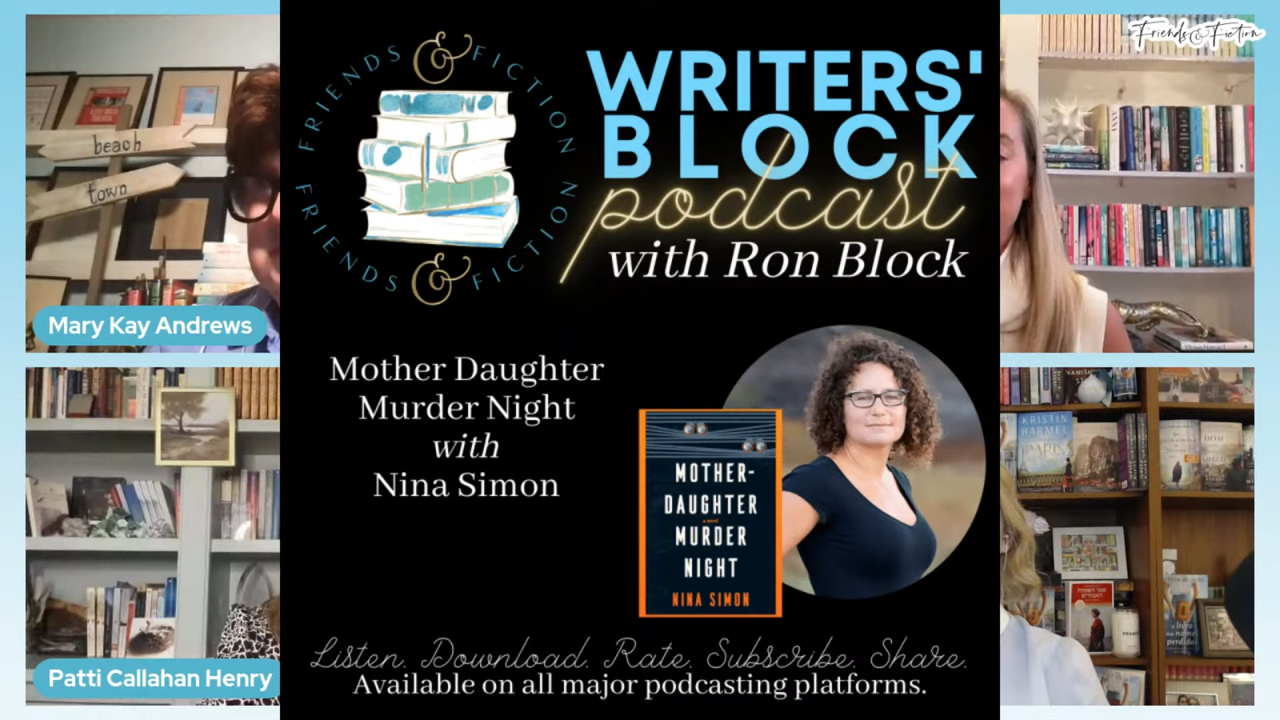 FRIENDS & FICTION
FRIENDS & FICTION
WRITERS'
BLOCK
podcast
with Ron Block
Friends & Fiction
beach
town
Mary Kay Andrews
Mother Daughter
Murder Night
with
Nina Simon
MOTHER-
DAUGHTER
a novel
MURDER
NIGHT
NINA SIMON
KRISTIN
HARMEL
Patti Callahan Henry
Listen. Download. Rate. Subscribe. Share.
Available on all major podcasting platforms.